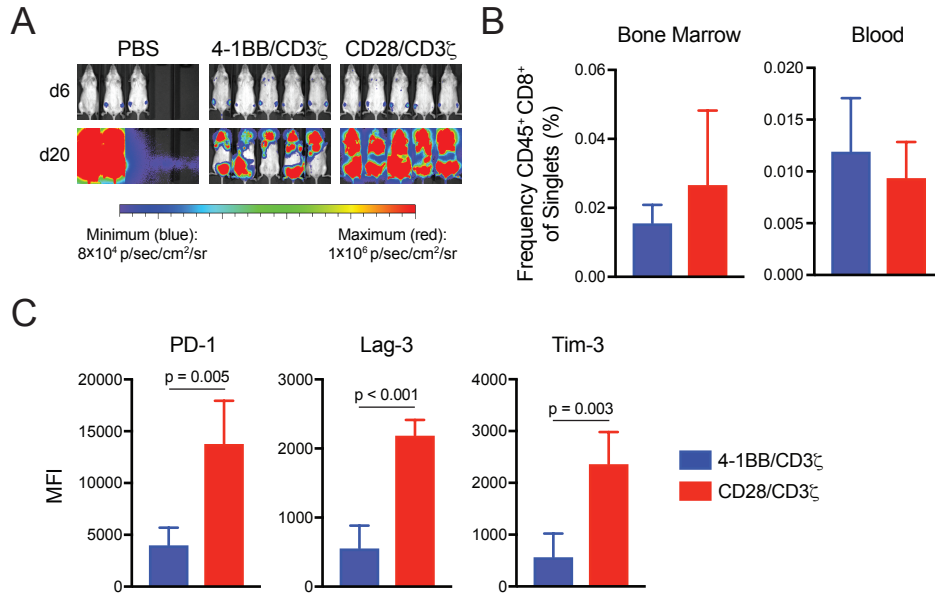 A
PBS
4-1BB/CD3ζ
CD28/CD3ζ
d6
d20
Minimum (blue):
8×10⁴ p/sec/cm²/sr
Maximum (red):
1×10⁶ p/sec/cm²/sr
B
Bone Marrow
Blood
Frequency CD45⁺ CD8⁺
of Singlets (%)
0.06
0.04
0.02
0.00
0.020
0.015
0.010
0.005
0.000
C
PD-1
Lag-3
Tim-3
MFI
20000
15000
10000
5000
0
p = 0.005
3000
2000
1000
0
p < 0.001
4000
3000
2000
1000
0
p = 0.003
4-1BB/CD3ζ
CD28/CD3ζ